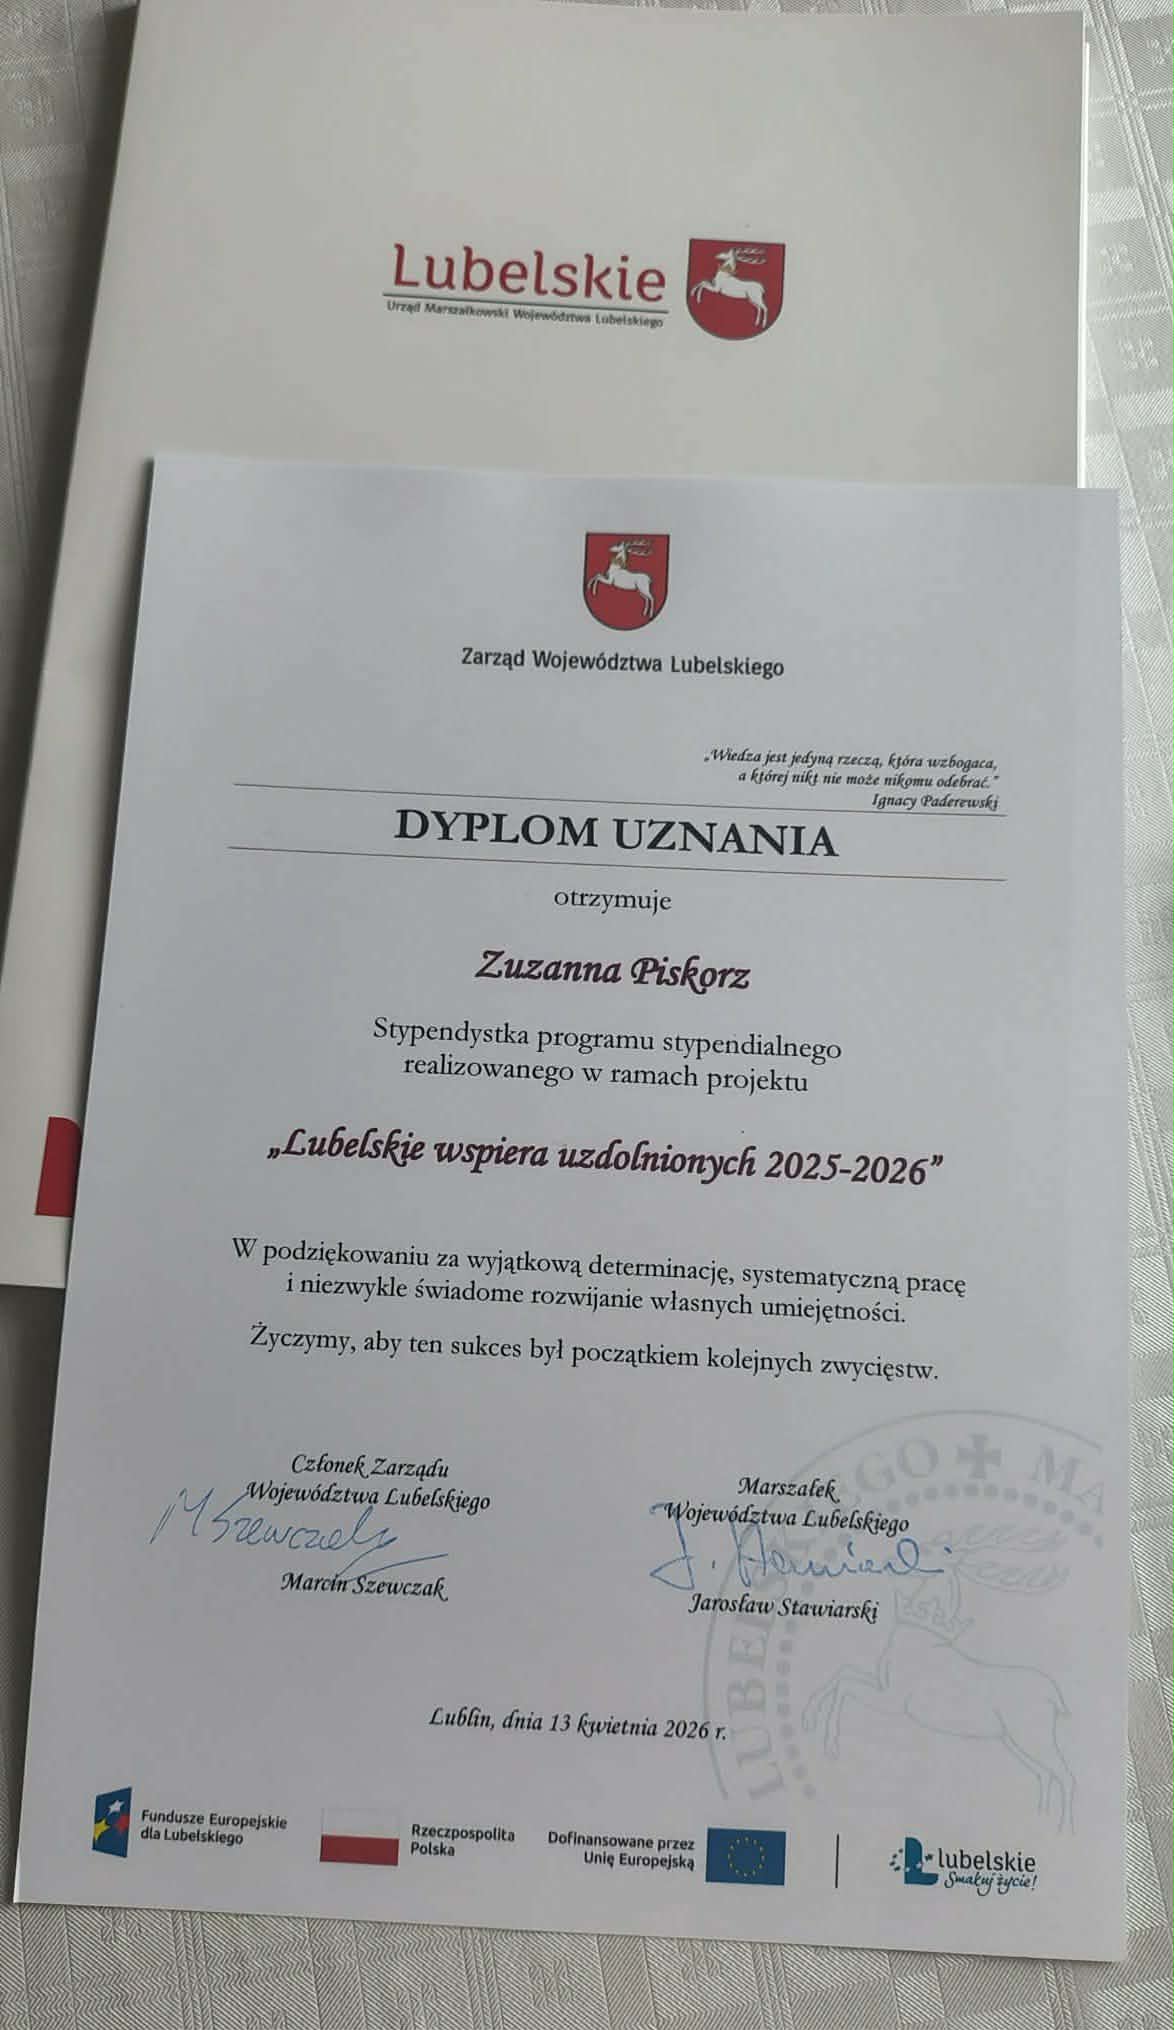 Lubelskie
Urząd Marszałkowski Województwa Lubelskiego
Zarząd Województwa Lubelskiego
„Wiedza jest jedyną rzeczą, która wzbogaca,
a której nikt nie może nikomu odebrać.”
Ignacy Paderewski
DYPLOM UZNANIA
otrzymuje
Zuzanna Piskorz
Stypendystka programu stypendialnego
realizowanego w ramach projektu
„Lubelskie wspiera uzdolnionych 2025-2026”
W podziękowaniu za wyjątkową determinację, systematyczną pracę
i niezwykle świadome rozwijanie własnych umiejętności.
Życzymy, aby ten sukces był początkiem kolejnych zwycięstw.
Członek Zarządu
Województwa Lubelskiego
M Szewczak
Marcin Szewczak
Marszałek
Województwa Lubelskiego
Jarosław Stawiarski
LUBELSKIEGO MA
Lublin, dnia 13 kwietnia 2026 r.
Fundusze Europejskie
dla Lubelskiego
Rzeczpospolita
Polska
Dofinansowane przez
Unię Europejską
lubelskie
Smakuj życie!